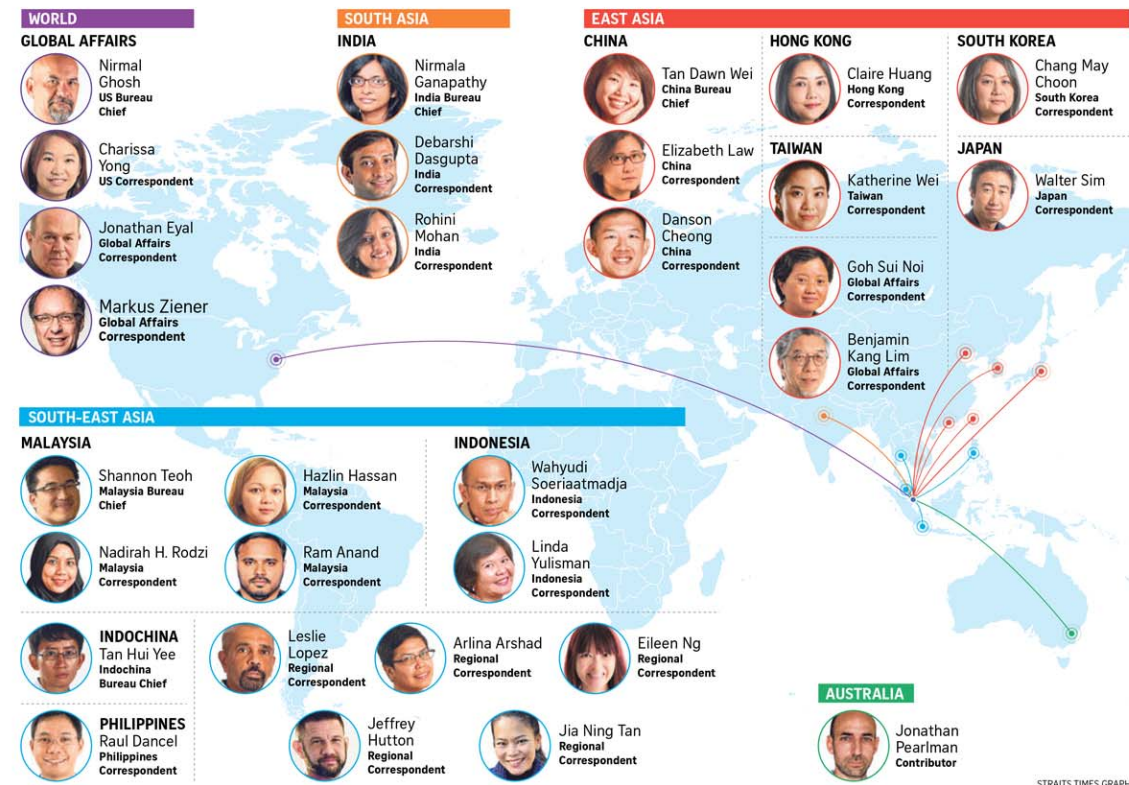 WORLD
GLOBAL AFFAIRS
Nirmal
Ghosh
US Bureau
Chief
Charissa
Yong
US Correspondent
Jonathan Eyal
Global Affairs
Correspondent
Markus Ziener
Global Affairs
Correspondent
SOUTH ASIA
INDIA
Nirmala
Ganapathy
India Bureau
Chief
Debarshi
Dasgupta
India
Correspondent
Rohini
Mohan
India
Correspondent
EAST ASIA
CHINA
Tan Dawn Wei
China Bureau
Chief
Elizabeth Law
China
Correspondent
Danson
Cheong
China
Correspondent
HONG KONG
Claire Huang
Hong Kong
Correspondent
TAIWAN
Katherine Wei
Taiwan
Correspondent
Goh Sui Noi
Global Affairs
Correspondent
Benjamin
Kang Lim
Global Affairs
Correspondent
SOUTH KOREA
Chang May
Choon
South Korea
Correspondent
JAPAN
Walter Sim
Japan
Correspondent
SOUTH-EAST ASIA
MALAYSIA
Shannon Teoh
Malaysia Bureau
Chief
Hazlin Hassan
Malaysia
Correspondent
Nadirah H. Rodzi
Malaysia
Correspondent
Ram Anand
Malaysia
Correspondent
INDONESIA
Wahyudi
Soeriaatmadja
Indonesia
Correspondent
Linda
Yulisman
Indonesia
Correspondent
INDOCHINA
Tan Hui Yee
Indochina
Bureau Chief
PHILIPPINES
Raul Dancel
Philippines
Correspondent
Leslie
Lopez
Regional
Correspondent
Arlina Arshad
Regional
Correspondent
Eileen Ng
Regional
Correspondent
Jeffrey
Hutton
Regional
Correspondent
Jia Ning Tan
Regional
Correspondent
AUSTRALIA
Jonathan
Pearlman
Contributor
STRAITS TIMES GRAPH